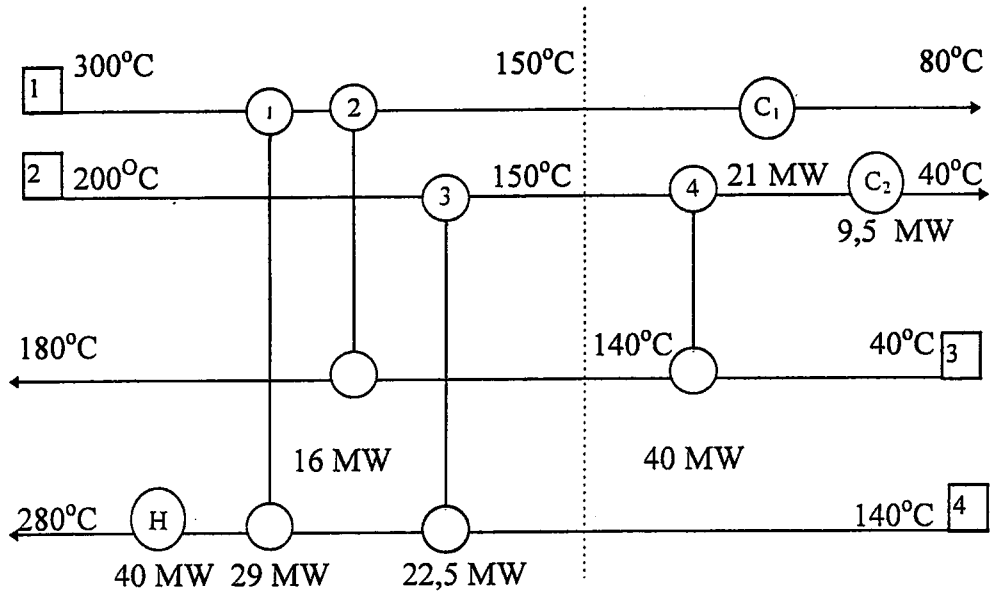 300°C 150°C 80°C
1 1 2 C₁
2 200°C 150°C 21 MW 40°C
3 4 C₂
9,5 MW
180°C 140°C 40°C 3
16 MW 40 MW
280°C H 140°C 4
40 MW 29 MW 22,5 MW